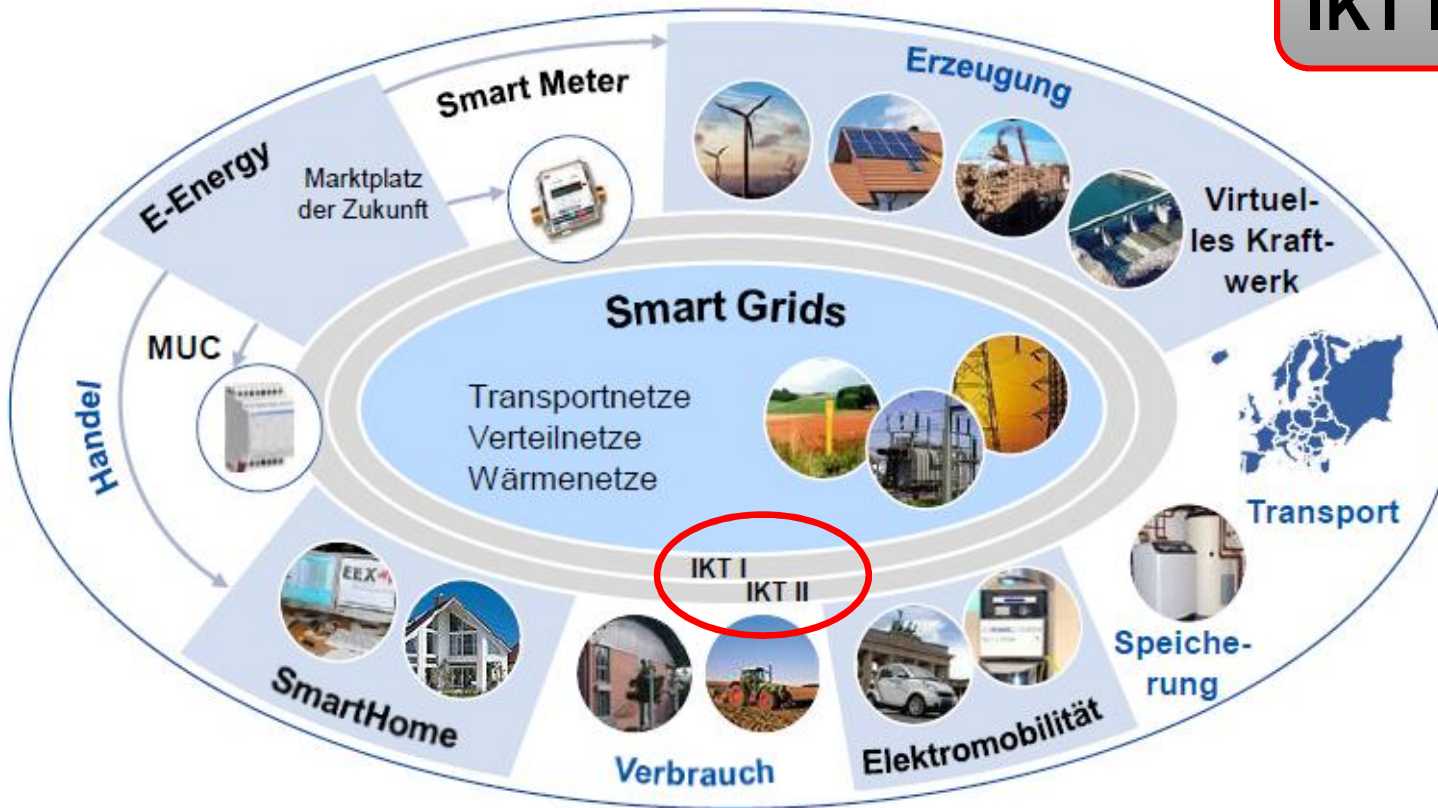 IKT I
Erzeugung
Smart Meter
E-Energy
Marktplatz
der Zukunft
Virtuel-
les Kraft-
werk
Smart Grids
MUC
Handel
Transportnetze
Verteilnetze
Wärmenetze
Transport
IKT I
IKT II
EEX
Speiche-
rung
SmartHome
Elektromobilität
Verbrauch